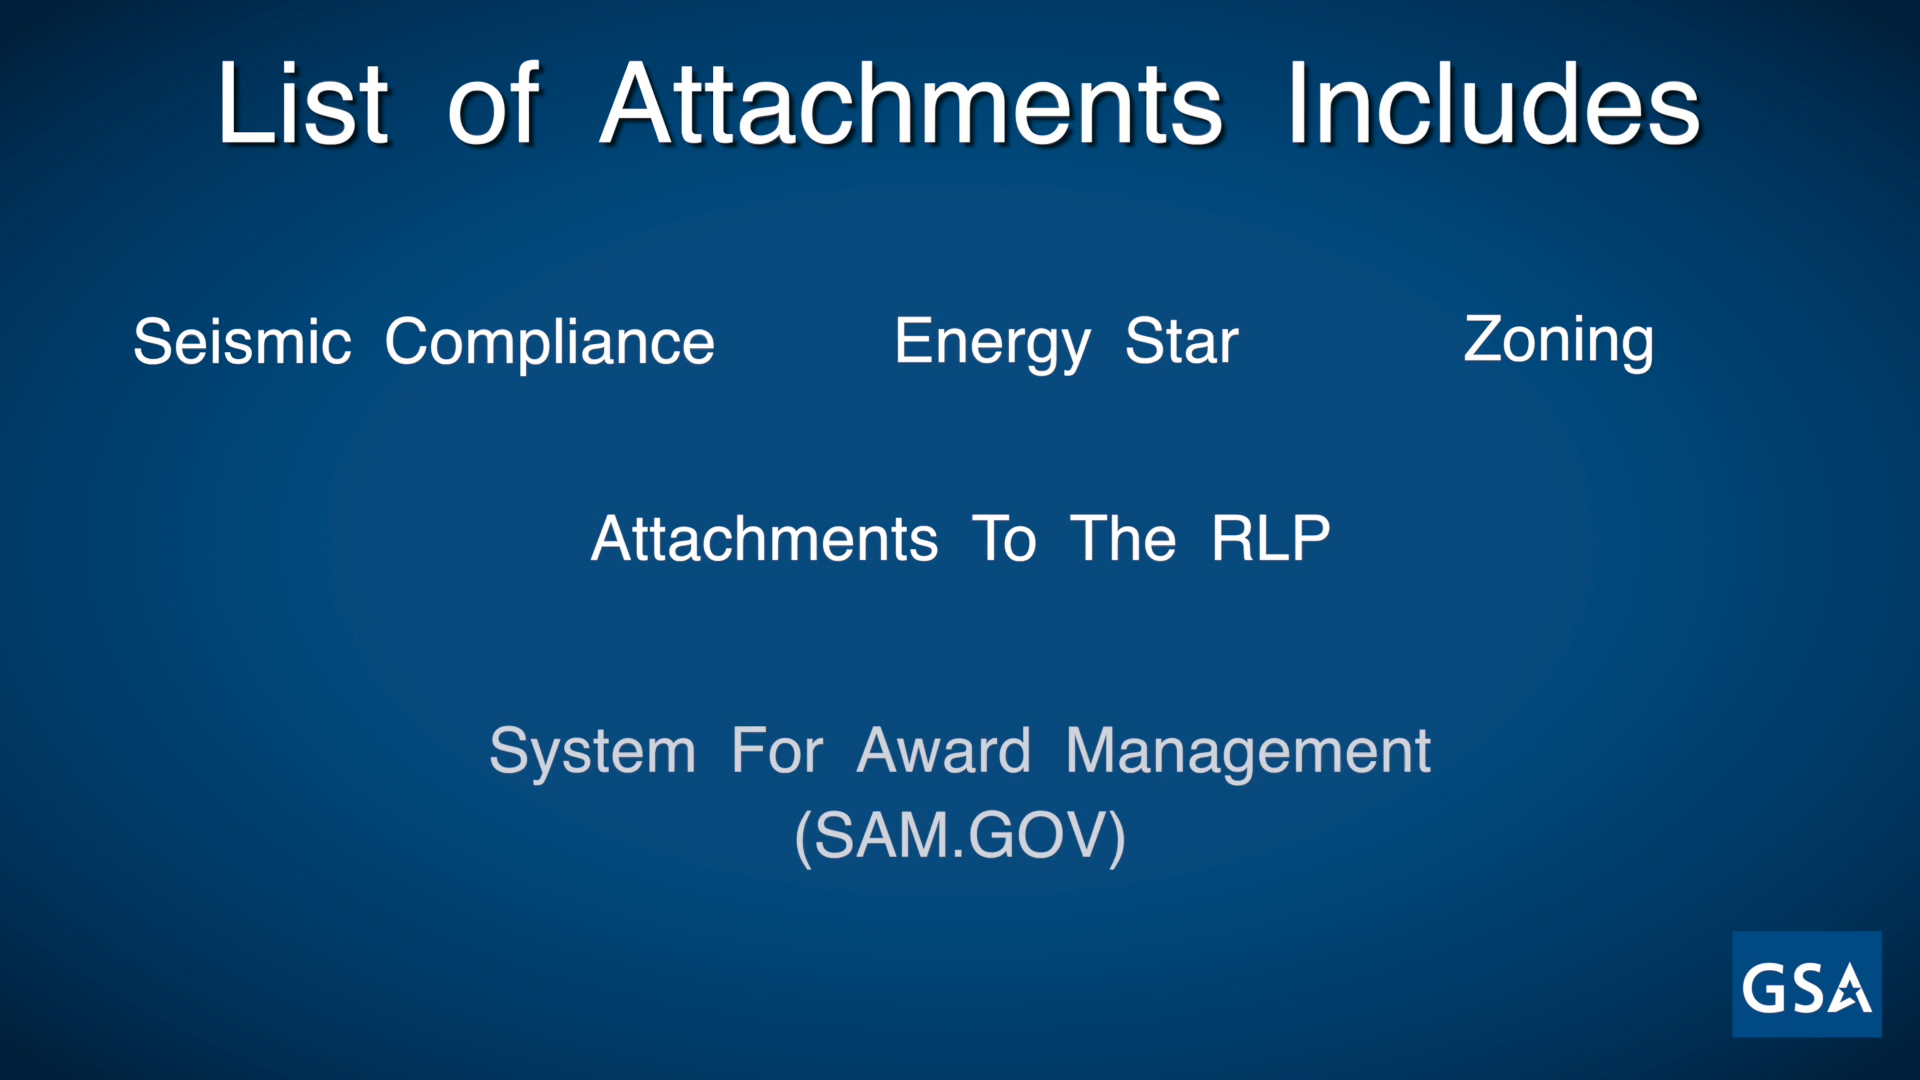 List of Attachments Includes
Seismic Compliance Energy Star Zoning
Attachments To The RLP
System For Award Management
(SAM.GOV)
GSA